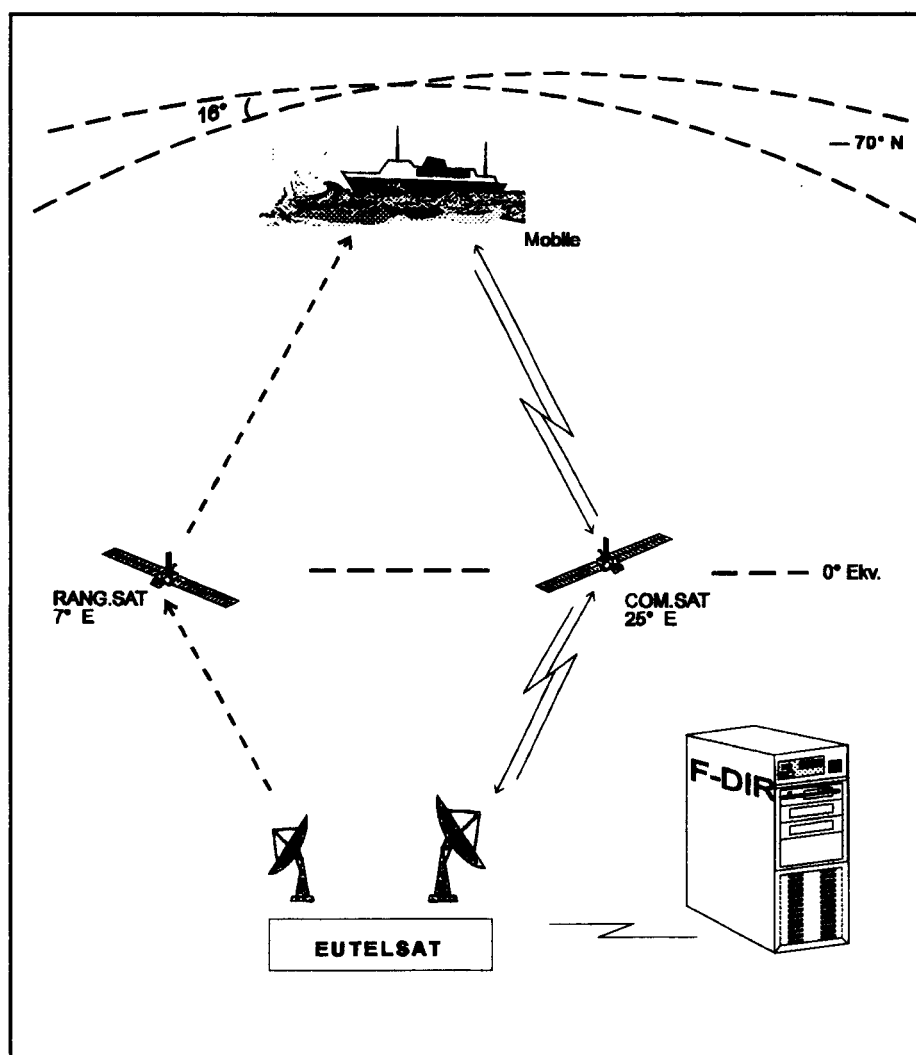 16°
70° N
Mobile
RANG.SAT
7° E
COM.SAT
25° E
0° Ekv.
F-DIR
EUTELSAT